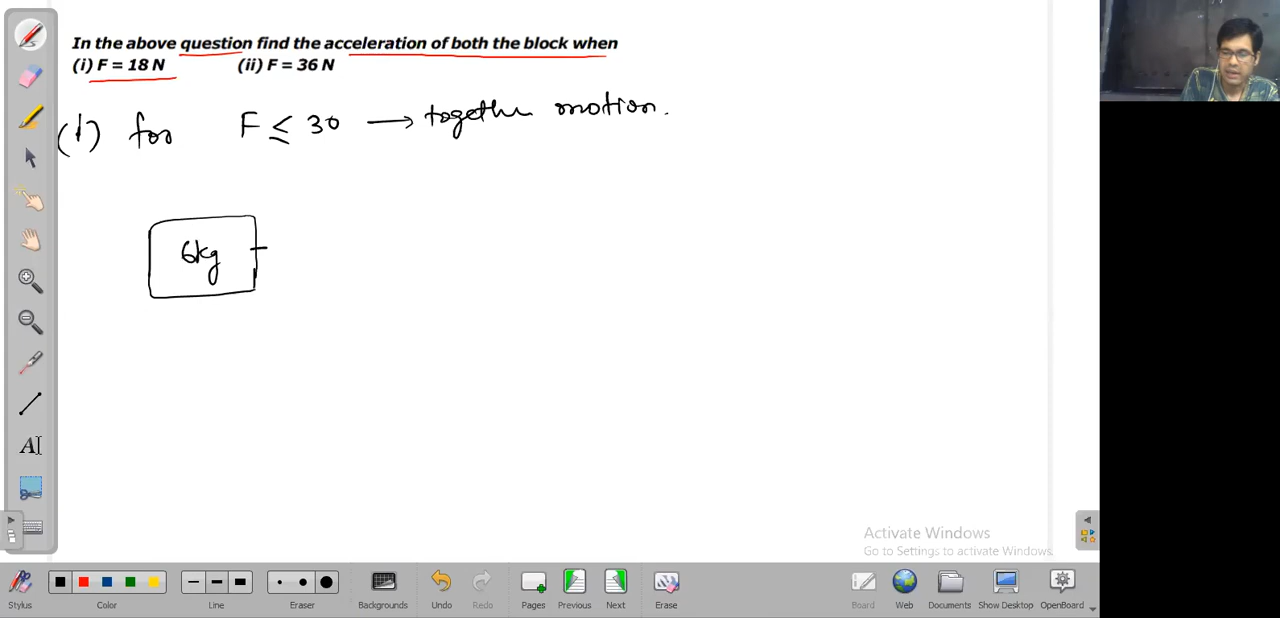 In the above question find the acceleration of both the block when
(i) F = 18 N (ii) F = 36 N
(i) for F ≤ 30 → together motion.
6kg
A
Activate Windows
Go to Settings to activate Windows.
Stylus Color Line Eraser Backgrounds Undo Redo Pages Previous Next Erase Board Web Documents Show Desktop OpenBoard